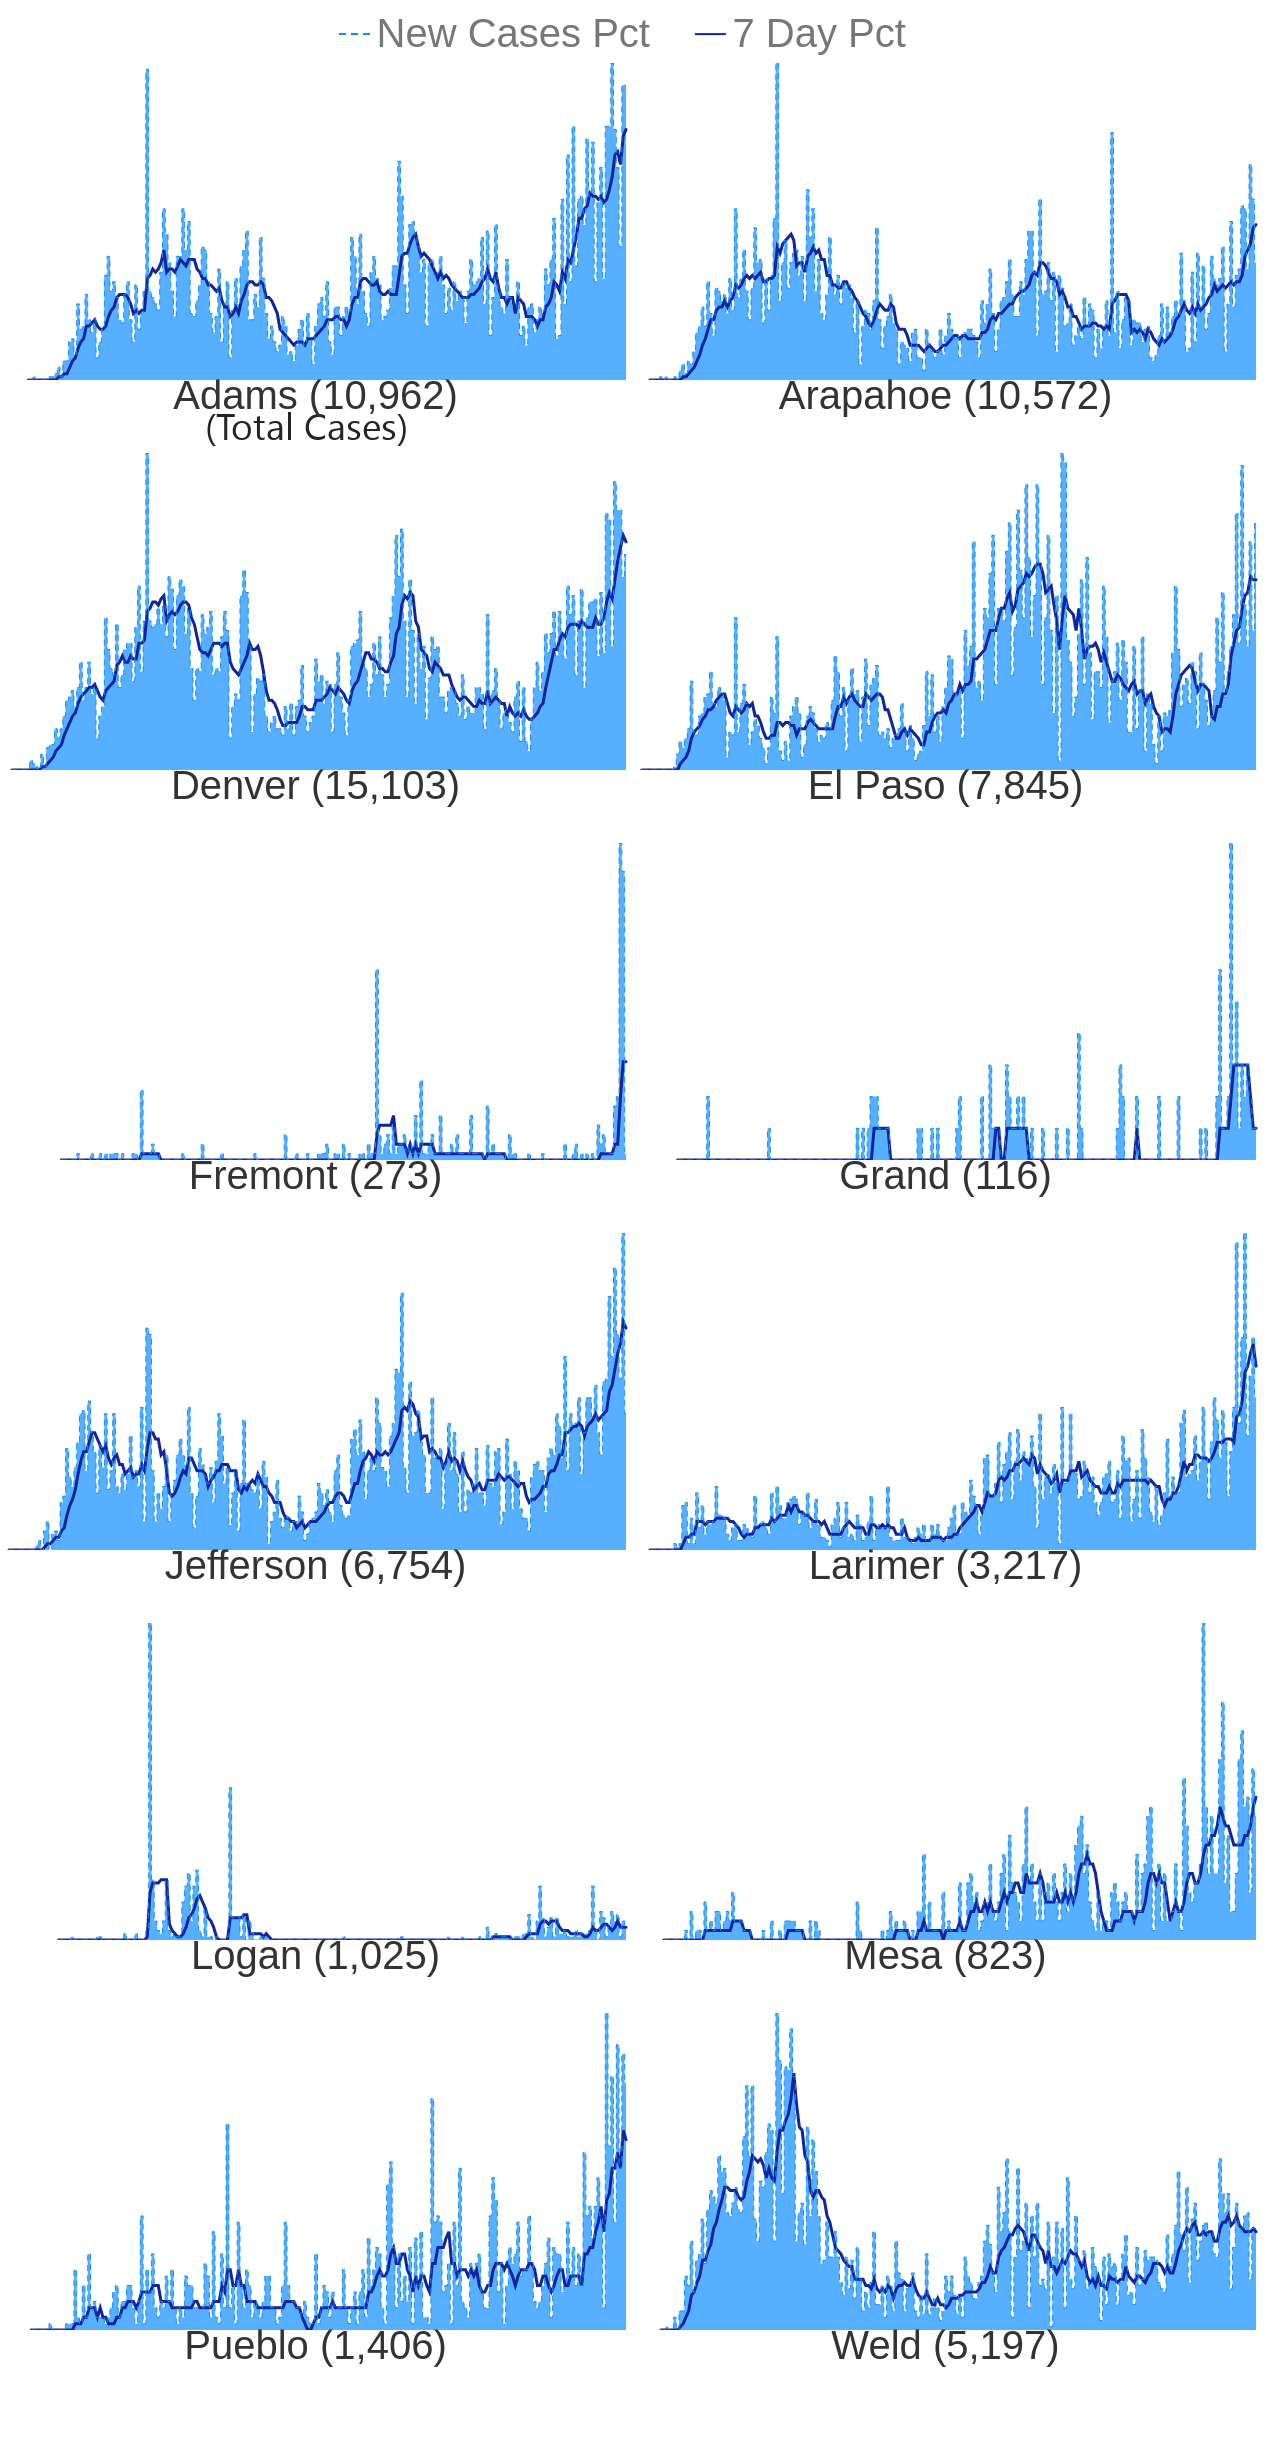 New Cases Pct 7 Day Pct
Adams (10,962) Arapahoe (10,572)
(Total Cases)
Denver (15,103) El Paso (7,845)
Fremont (273) Grand (116)
Jefferson (6,754) Larimer (3,217)
Logan (1,025) Mesa (823)
Pueblo (1,406) Weld (5,197)